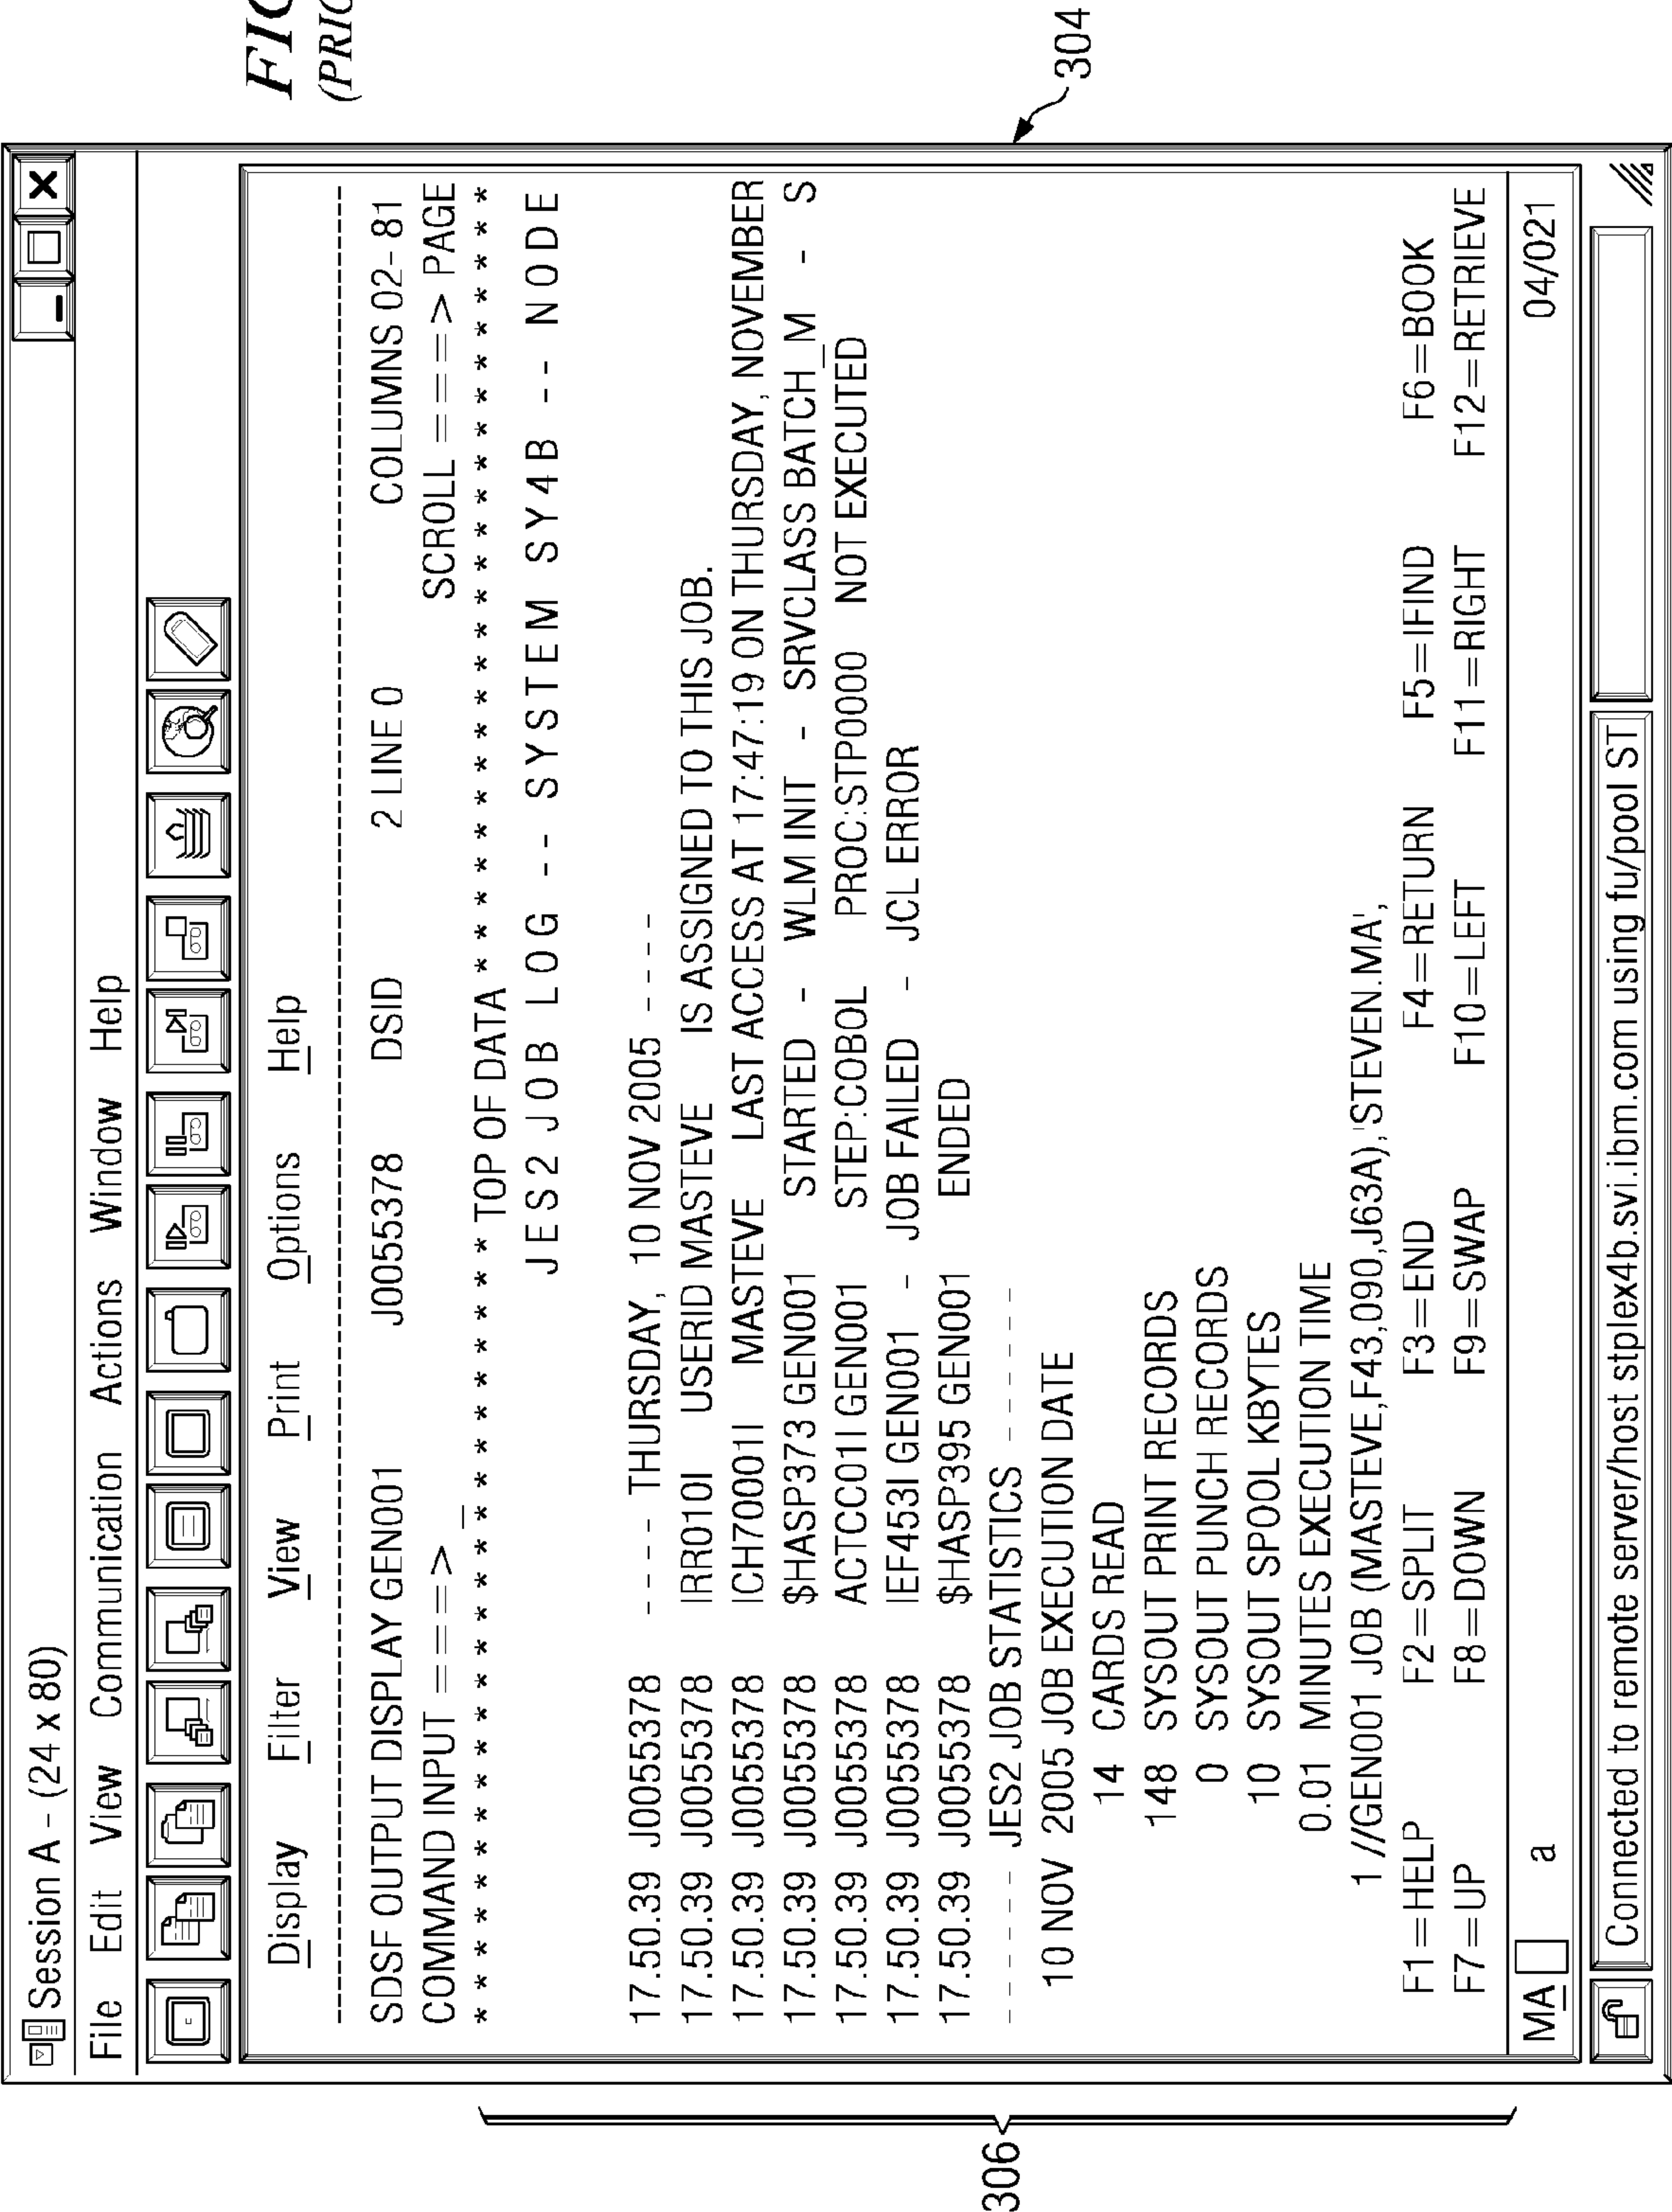 Session A - (24 x 80)
File Edit View Communication Actions Window Help
Display Filter View Print Options Help
SDSF OUTPUT DISPLAY GEN001 J0055378 DSID 2 LINE 0 COLUMNS 02- 81
COMMAND INPUT ===> _ SCROLL ===> PAGE
* * * * * * * * * * * * * * * * * * * * * * * TOP OF DATA * * * * * * * * * * * * * * * * * * * * * * * *
J E S 2 J O B L O G - - S Y S T E M S Y 4 B - - N O D E
17.50.39 J0055378 - - - - THURSDAY, 10 NOV 2005 - - - -
17.50.39 J0055378 IRR010I USERID MASTEVE IS ASSIGNED TO THIS JOB.
17.50.39 J0055378 ICH70001I MASTEVE LAST ACCESS AT 17:47:19 ON THURSDAY, NOVEMBER
17.50.39 J0055378 $HASP373 GEN001 STARTED - WLM INIT - SRVCLASS BATCH_M - S
17.50.39 J0055378 ACTCC01I GEN001 STEP:COBOL PROC:STP0000 NOT EXECUTED
17.50.39 J0055378 IEF453I GEN001 - JOB FAILED - JCL ERROR
17.50.39 J0055378 $HASP395 GEN001 ENDED
- - - - - - JES2 JOB STATISTICS - - - - - -
10 NOV 2005 JOB EXECUTION DATE
14 CARDS READ
148 SYSOUT PRINT RECORDS
0 SYSOUT PUNCH RECORDS
10 SYSOUT SPOOL KBYTES
0.01 MINUTES EXECUTION TIME
1 //GEN001 JOB (MASTEVE,F43,090,J63A),'STEVEN.MA',
F1=HELP F2=SPLIT F3=END F4=RETURN F5=IFIND F6=BOOK
F7=UP F8=DOWN F9=SWAP F10=LEFT F11=RIGHT F12=RETRIEVE
MA a 04/021
Connected to remote server/host stplex4b.svi.ibm.com using fu/pool ST
306
304